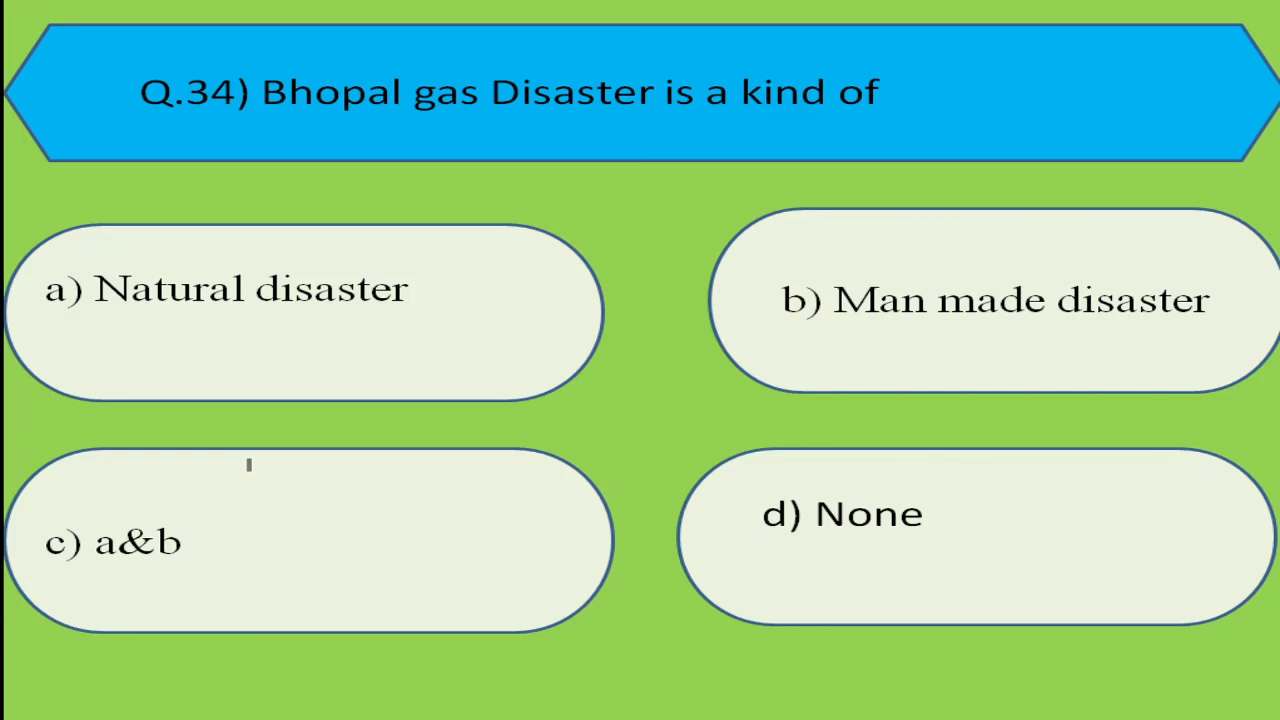 Q.34) Bhopal gas Disaster is a kind of
a) Natural disaster
b) Man made disaster
c) a&b
d) None